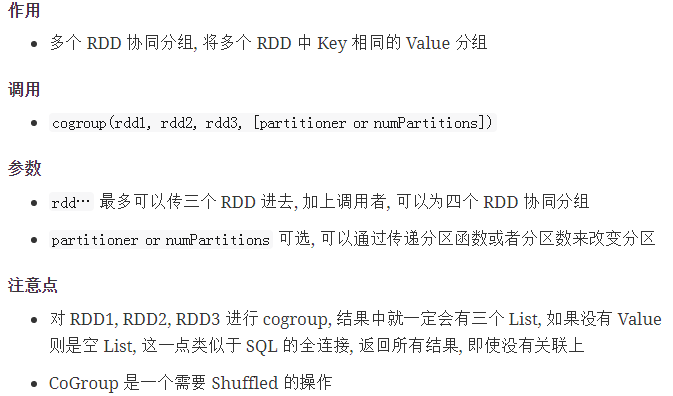 作用
• 多个 RDD 协同分组, 将多个 RDD 中 Key 相同的 Value 分组
调用
• cogroup(rdd1, rdd2, rdd3, [partitioner or numPartitions])
参数
• rdd… 最多可以传三个 RDD 进去, 加上调用者, 可以为四个 RDD 协同分组
• partitioner or numPartitions 可选, 可以通过传递分区函数或者分区数来改变分区
注意点
• 对 RDD1, RDD2, RDD3 进行 cogroup, 结果中就一定会有三个 List, 如果没有 Value
则是空 List, 这一点类似于 SQL 的全连接, 返回所有结果, 即使没有关联上
• CoGroup 是一个需要 Shuffled 的操作